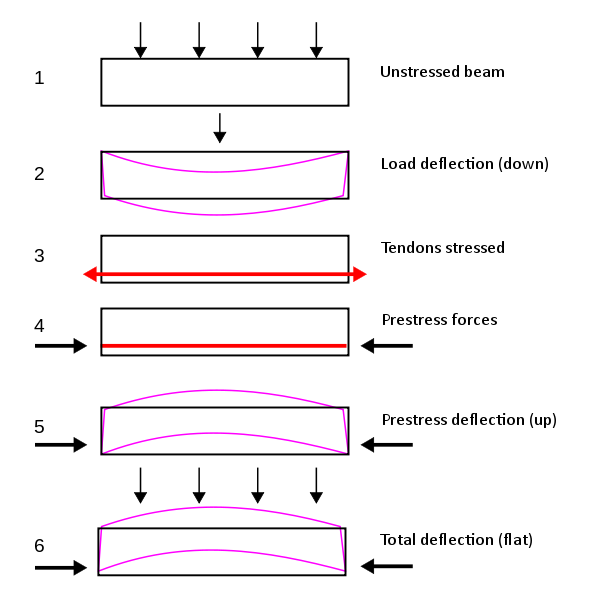 1 Unstressed beam
2 Load deflection (down)
3 Tendons stressed
4 Prestress forces
5 Prestress deflection (up)
6 Total deflection (flat)